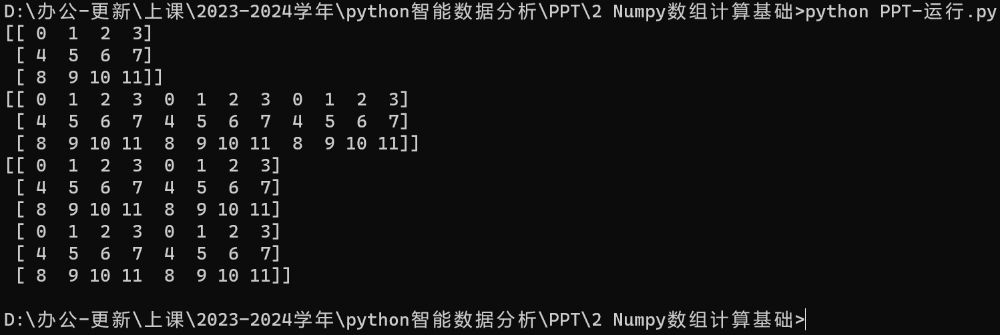 D:\办公-更新\上课\2023-2024学年\python智能数据分析\PPT\2 Numpy数组计算基础>python PPT-运行.py
[[ 0  1  2  3]
 [ 4  5  6  7]
 [ 8  9 10 11]]
[[ 0  1  2  3  0  1  2  3  0  1  2  3]
 [ 4  5  6  7  4  5  6  7  4  5  6  7]
 [ 8  9 10 11  8  9 10 11  8  9 10 11]]
[[ 0  1  2  3  0  1  2  3]
 [ 4  5  6  7  4  5  6  7]
 [ 8  9 10 11  8  9 10 11]
 [ 0  1  2  3  0  1  2  3]
 [ 4  5  6  7  4  5  6  7]
 [ 8  9 10 11  8  9 10 11]]
D:\办公-更新\上课\2023-2024学年\python智能数据分析\PPT\2 Numpy数组计算基础>